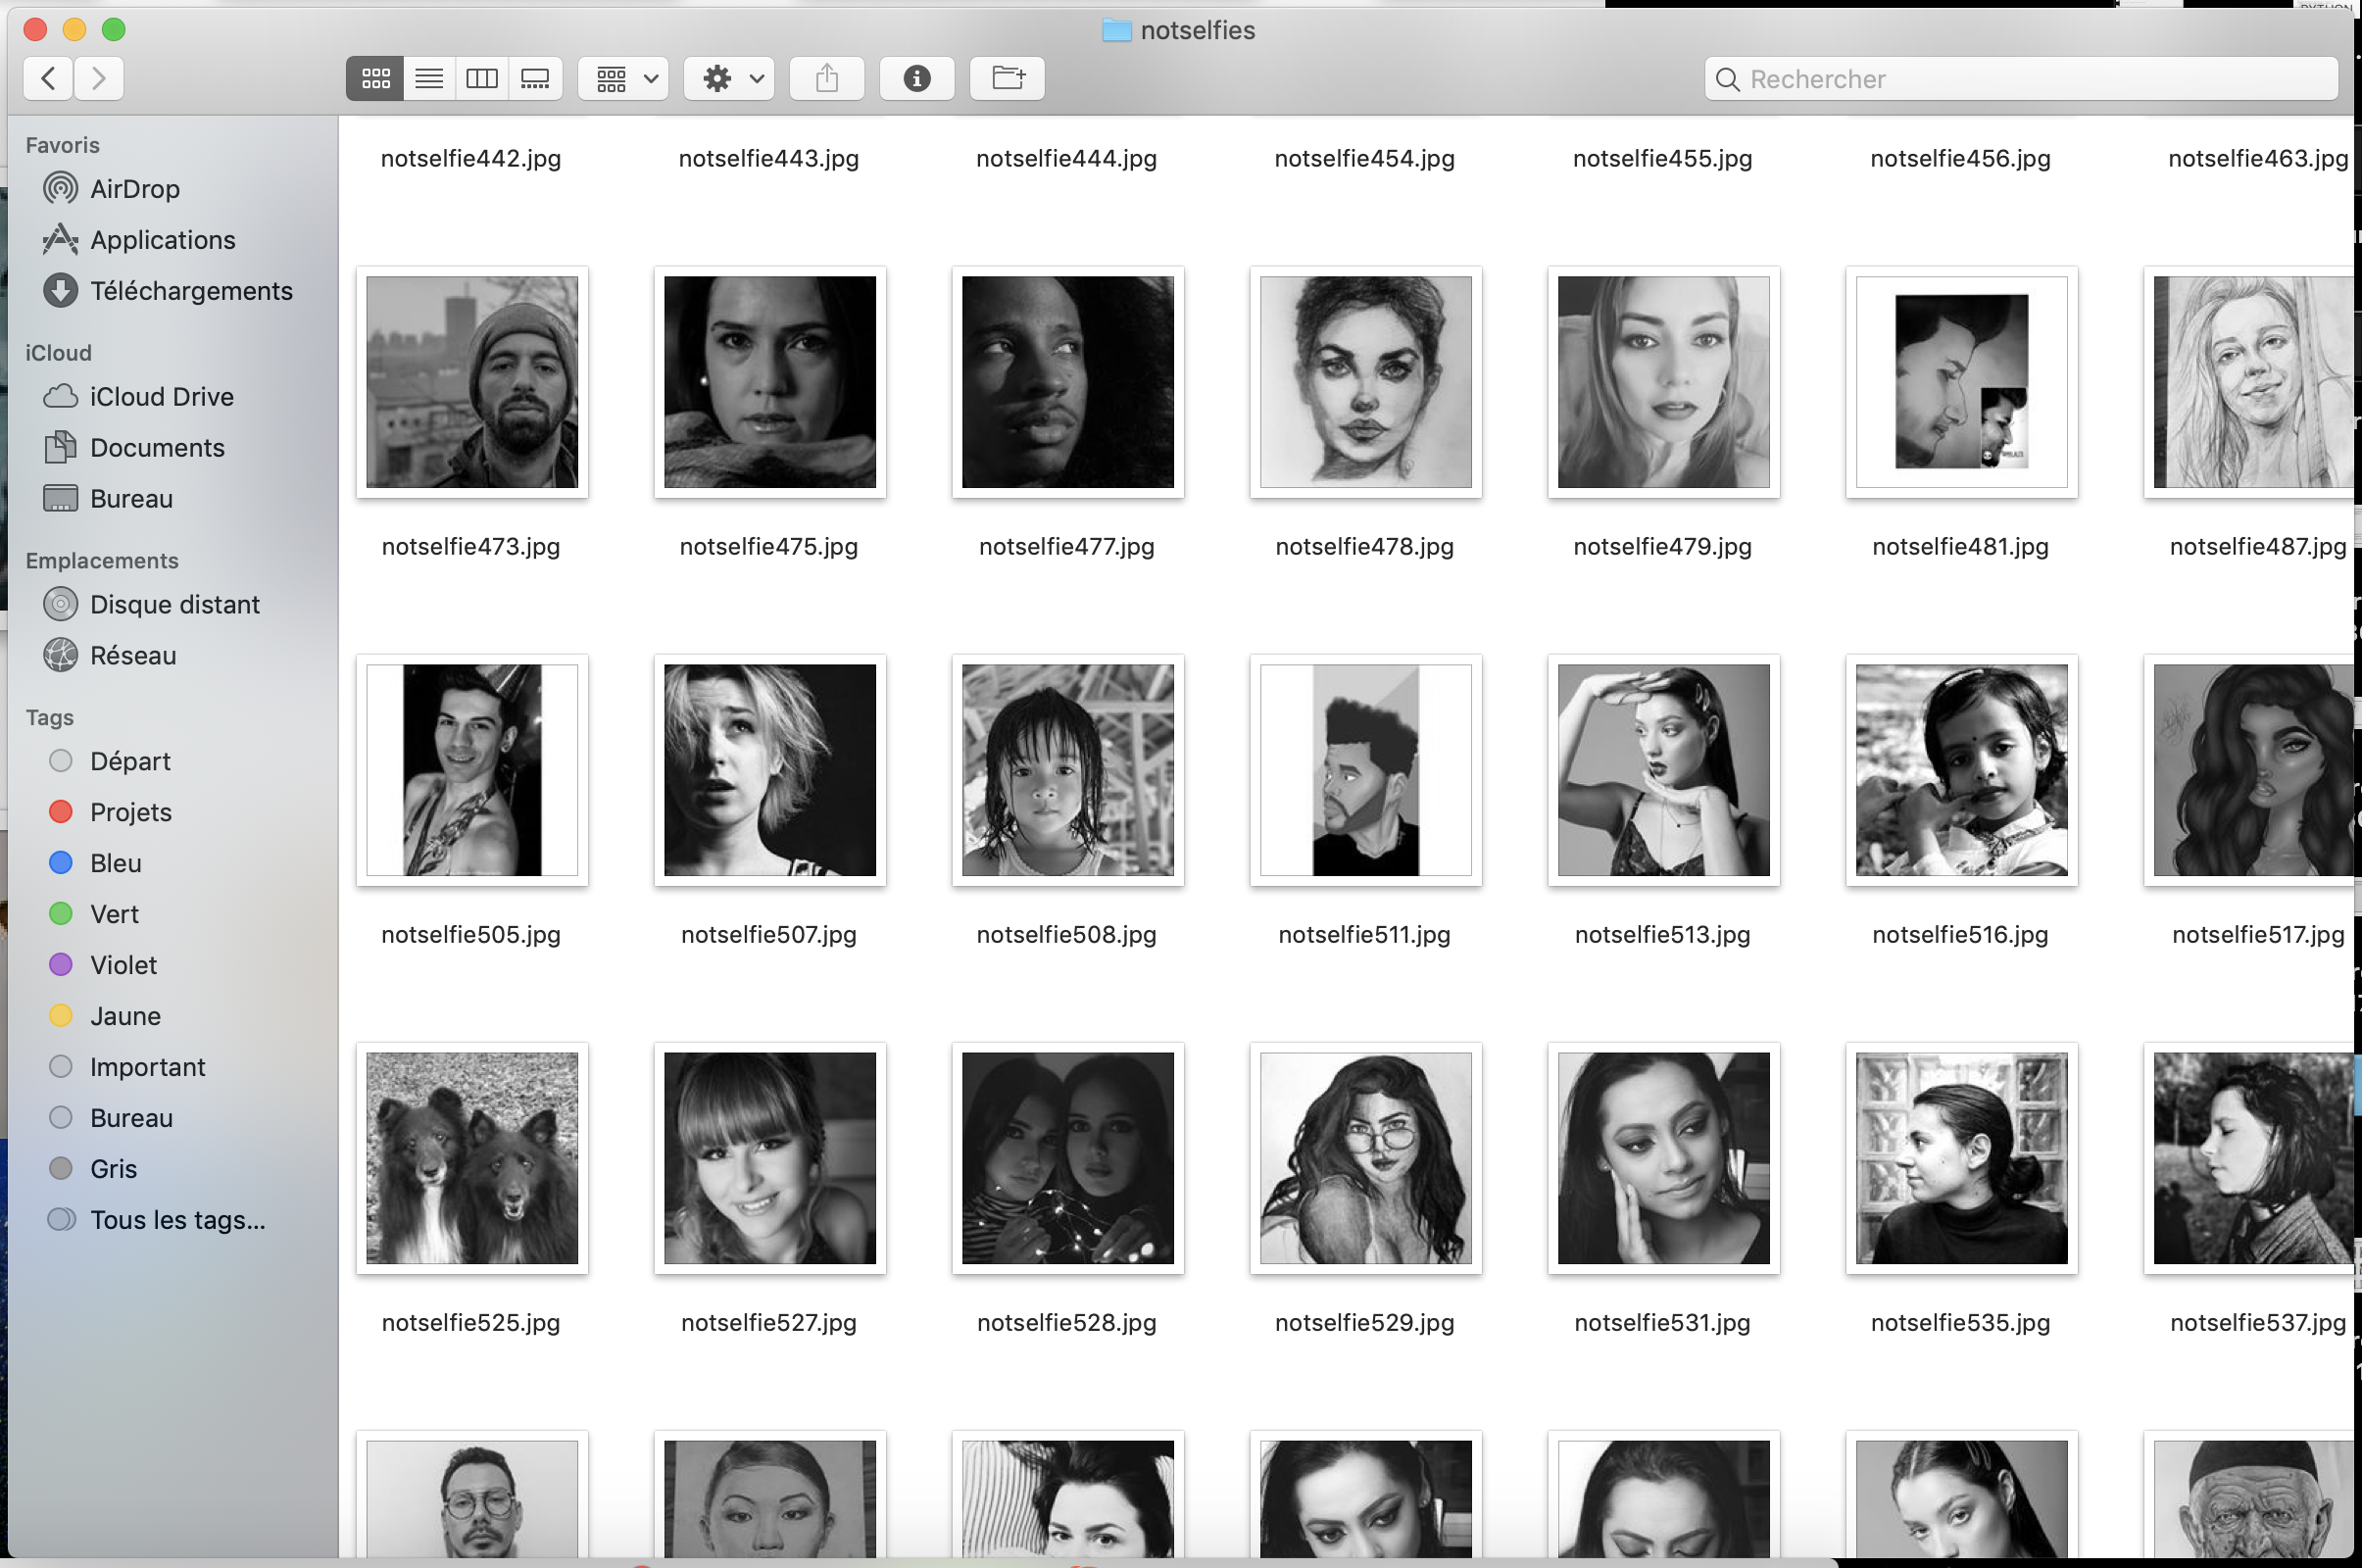 notselfies
Rechercher
Favoris
AirDrop
Applications
Téléchargements
iCloud
iCloud Drive
Documents
Bureau
Emplacements
Disque distant
Réseau
Tags
Départ
Projets
Bleu
Vert
Violet
Jaune
Important
Bureau
Gris
Tous les tags...
notselfie442.jpg
notselfie443.jpg
notselfie444.jpg
notselfie454.jpg
notselfie455.jpg
notselfie456.jpg
notselfie463.jpg
notselfie473.jpg
notselfie475.jpg
notselfie477.jpg
notselfie478.jpg
notselfie479.jpg
notselfie481.jpg
notselfie487.jpg
notselfie505.jpg
notselfie507.jpg
notselfie508.jpg
notselfie511.jpg
notselfie513.jpg
notselfie516.jpg
notselfie517.jpg
notselfie525.jpg
notselfie527.jpg
notselfie528.jpg
notselfie529.jpg
notselfie531.jpg
notselfie535.jpg
notselfie537.jpg